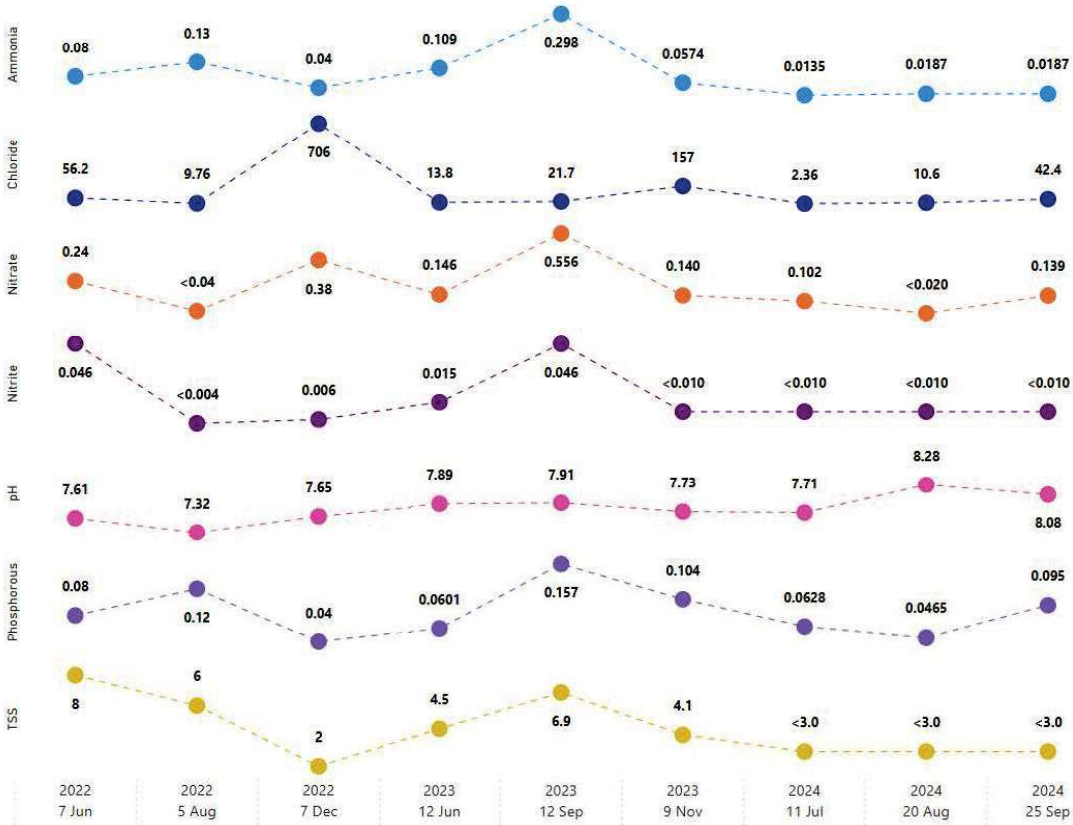 Ammonia
0.08 0.13 0.04 0.109 0.298 0.0574 0.0135 0.0187 0.0187
Chloride
56.2 9.76 706 13.8 21.7 157 2.36 10.6 42.4
Nitrate
0.24 <0.04 0.38 0.146 0.556 0.140 0.102 <0.020 0.139
Nitrite
0.046 <0.004 0.006 0.015 0.046 <0.010 <0.010 <0.010 <0.010
pH
7.61 7.32 7.65 7.89 7.91 7.73 7.71 8.28 8.08
Phosphorous
0.08 0.12 0.04 0.0601 0.157 0.104 0.0628 0.0465 0.095
TSS
8 6 2 4.5 6.9 4.1 <3.0 <3.0 <3.0
2022 2022 2022 2023 2023 2023 2024 2024 2024
7 Jun 5 Aug 7 Dec 12 Jun 12 Sep 9 Nov 11 Jul 20 Aug 25 Sep